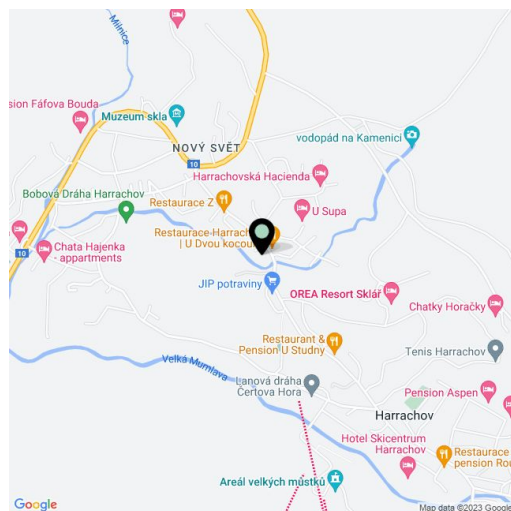 Milnice
sion Fáfova Bouda
Muzeum skla
NOVÝ SVĚT
10
vodopád na Kamenici
Harrachovská Hacienda
Bobová Dráha Harrachov
Restaurace Z
U Supa
Restaurace-Harrach
| U Dvou kocou
10
Chata Hajenka
- appartments
JIP potraviny
OREA Resort Sklář
Chatky Horačky
Restaurant &
Pension U Studny
Tenis Harrachov
Velká Mumlava
Lanová dráha
Čertova Hora
Pension Aspen
Harrachov
Hotel Skicentrum
Harrachov
Restaurace
pension Rou
Areál velkých můstků
Google
Map data ©2023 Google